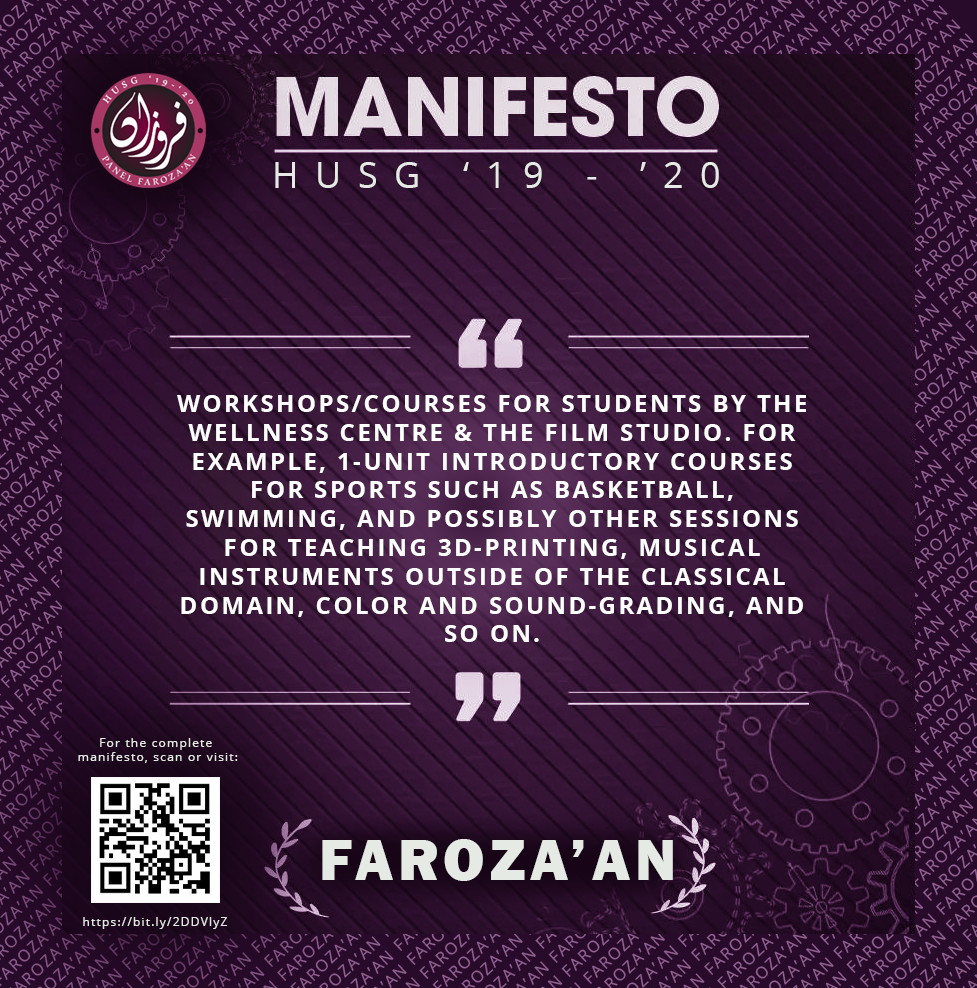 HUSG '19-'20
فروزاں
PANEL FAROZA'AN
MANIFESTO
HUSG ‘19 - ’20
“
WORKSHOPS/COURSES FOR STUDENTS BY THE
WELLNESS CENTRE & THE FILM STUDIO. FOR
EXAMPLE, 1-UNIT INTRODUCTORY COURSES
FOR SPORTS SUCH AS BASKETBALL,
SWIMMING, AND POSSIBLY OTHER SESSIONS
FOR TEACHING 3D-PRINTING, MUSICAL
INSTRUMENTS OUTSIDE OF THE CLASSICAL
DOMAIN, COLOR AND SOUND-GRADING, AND
SO ON.
”
For the complete
manifesto, scan or visit:
https://bit.ly/2DDVlyZ
FAROZA’AN